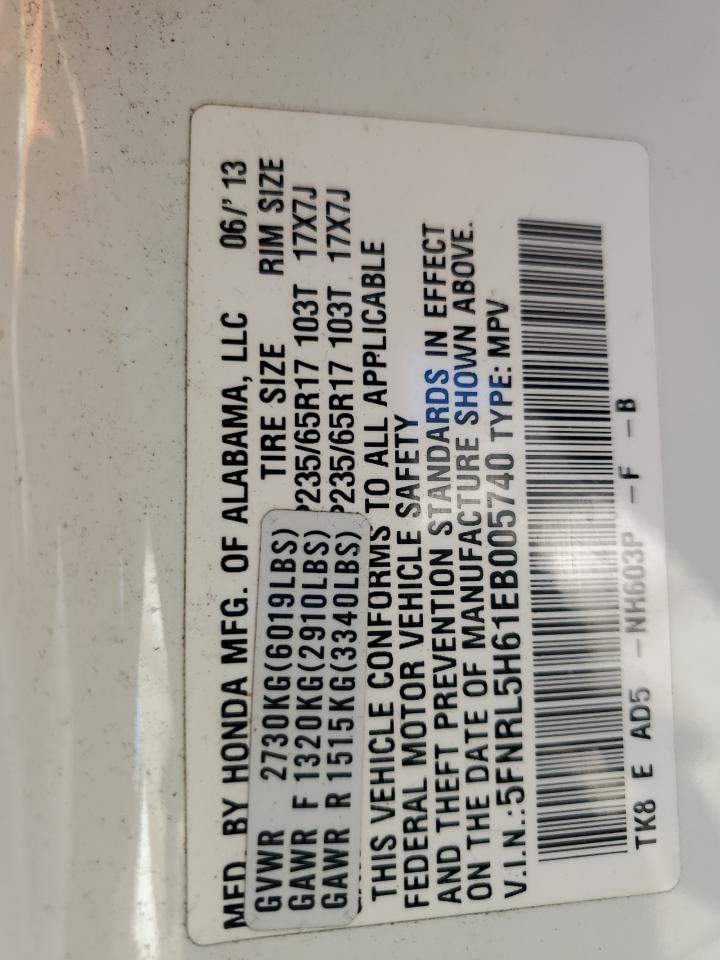 MFD. BY HONDA MFG. OF ALABAMA, LLC 06/'13
TIRE SIZE RIM SIZE
GVWR 2730KG(6019LBS)
GAWR F 1320KG(2910LBS) P235/65R17 103T 17X7J
GAWR R 1515KG(3340LBS) P235/65R17 103T 17X7J
THIS VEHICLE CONFORMS TO ALL APPLICABLE
FEDERAL MOTOR VEHICLE SAFETY
AND THEFT PREVENTION STANDARDS IN EFFECT
ON THE DATE OF MANUFACTURE SHOWN ABOVE.
V.I.N.:5FNRL5H61EB005740 TYPE: MPV
TK8 E AD5 -NH603P -F -B